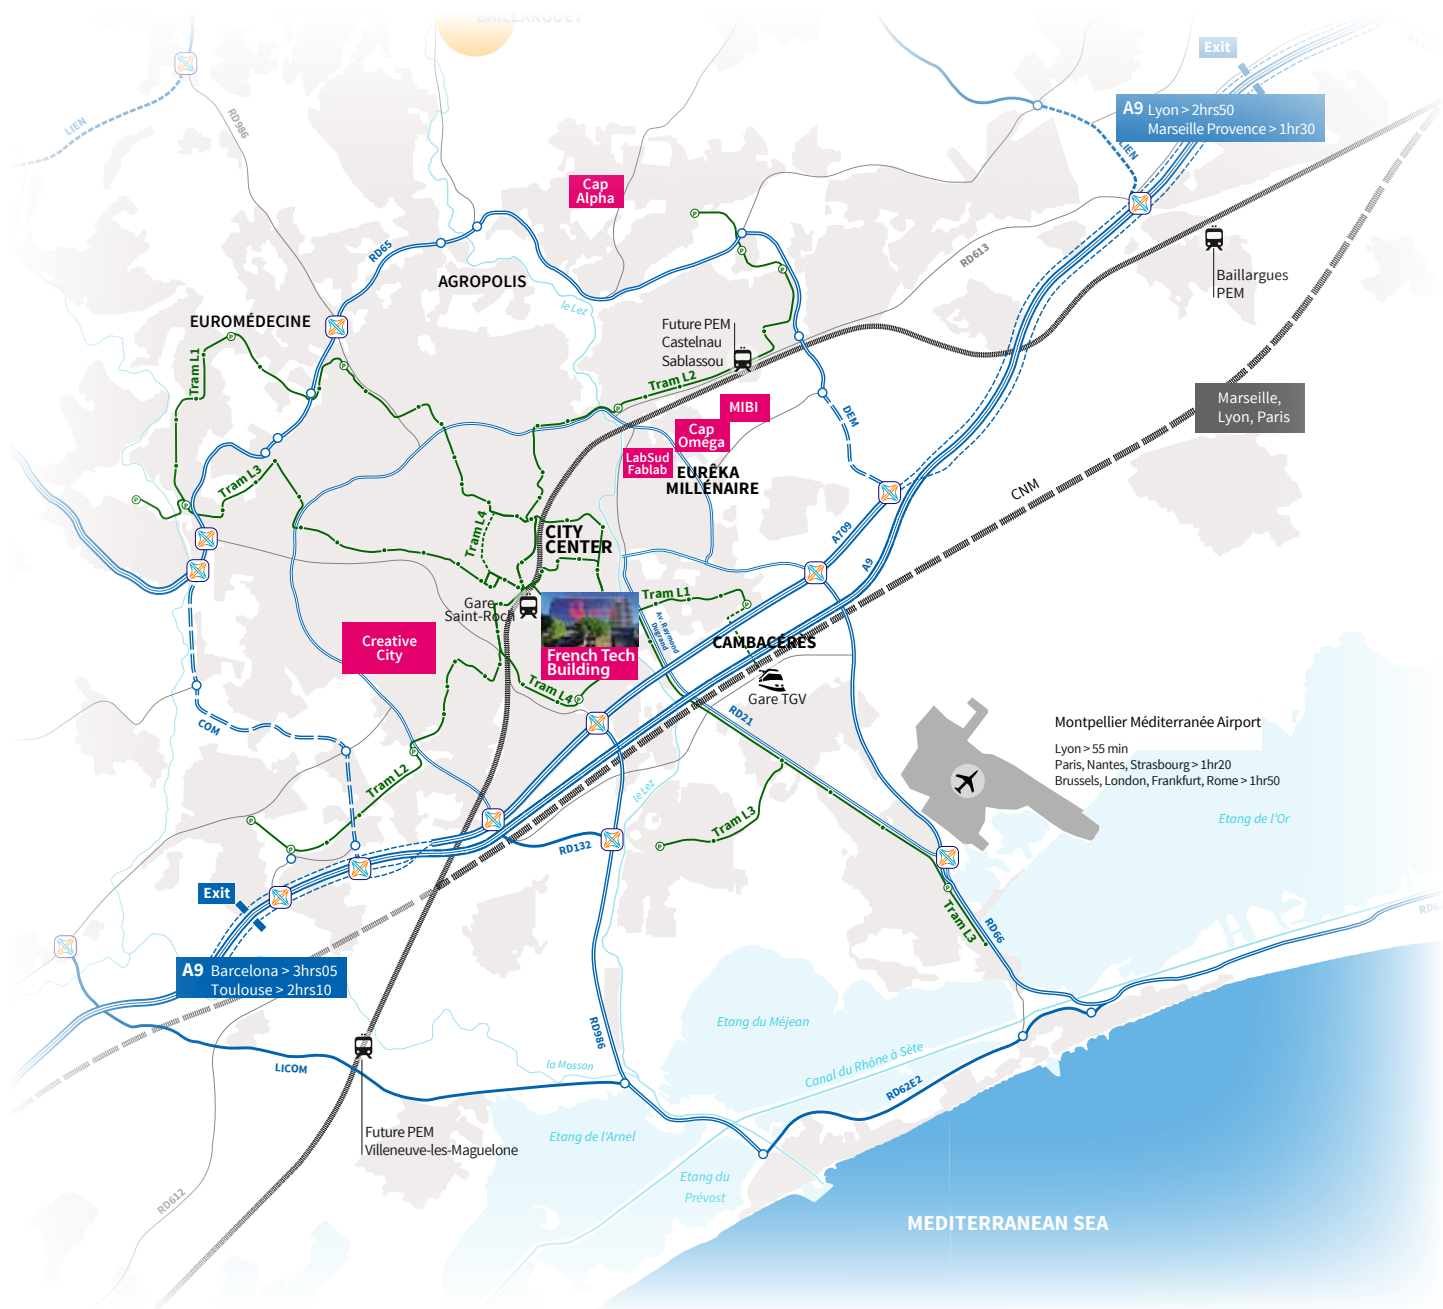 BAILLARGUET
Exit
A9 Lyon > 2hrs50
Marseille Provence > 1hr30
LIEN
RD986
LIEN
Cap
Alpha
RD65
RD613
AGROPOLIS
le Lez
Baillargues
PEM
EUROMÉDECINE
Future PEM
Castelnau
Sablassou
Tram L1
Tram L2
MIBI
Marseille,
Lyon, Paris
DEM
Cap
Oméga
LabSud
Fablab
EURÊKA
MILLÉNAIRE
Tram L3
CNM
Tram L4
CITY
CENTER
A709
A9
Gare
Saint-Roch
Tram L1
Av. Raymond
Dugrand
Creative
City
CAMBACÉRÈS
French Tech
Building
Tram L4
Gare TGV
RD21
COM
Montpellier Méditerranée Airport
Lyon > 55 min
Paris, Nantes, Strasbourg > 1hr20
Brussels, London, Frankfurt, Rome > 1hr50
Tram L2
le Lez
Tram L3
Etang de l'Or
RD132
Exit
Tram L3
RD66
A9 Barcelona > 3hrs05
Toulouse > 2hrs10
Etang du Méjean
RD986
Canal du Rhône à Sète
la Mosson
LICOM
RD62E2
Future PEM
Villeneuve-les-Maguelone
Etang de l'Arnel
Etang du
Prévost
RD612
MEDITERRANEAN SEA